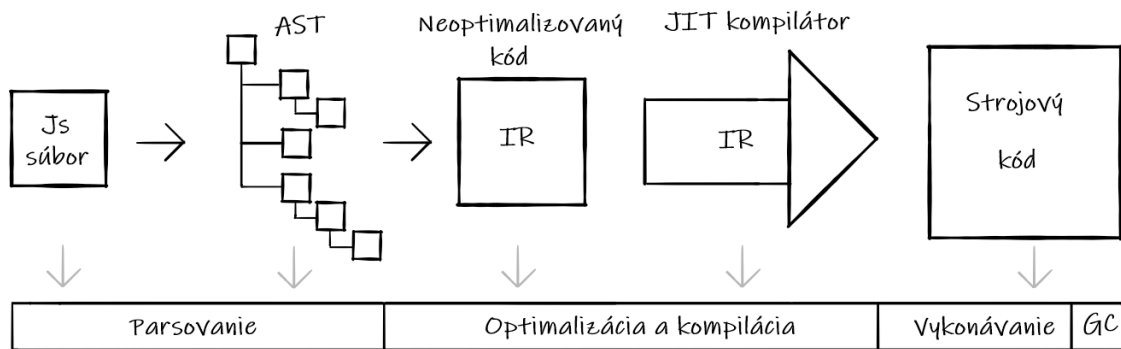 AST
Neoptimalizovaný
kód
JIT kompilátor
Js
súbor
IR
IR
Strojový
kód
Parsovanie
Optimalizácia a kompilácia
Vykonávanie
GC